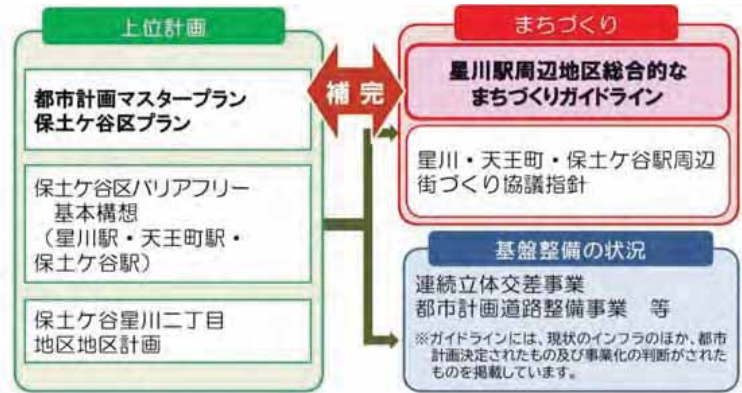 上位計画
都市計画マスタープラン
保土ケ谷区プラン
保土ケ谷区バリアフリー
基本構想
（星川駅・天王町駅・
保土ケ谷駅）
保土ケ谷星川二丁目
地区地区計画
補完
まちづくり
星川駅周辺地区総合的な
まちづくりガイドライン
星川・天王町・保土ケ谷駅周辺
街づくり協議指針
基盤整備の状況
連続立体交差事業
都市計画道路整備事業　等
※ガイドラインには、現状のインフラのほか、都市
計画決定されたもの及び事業化の判断がされた
ものを掲載しています。